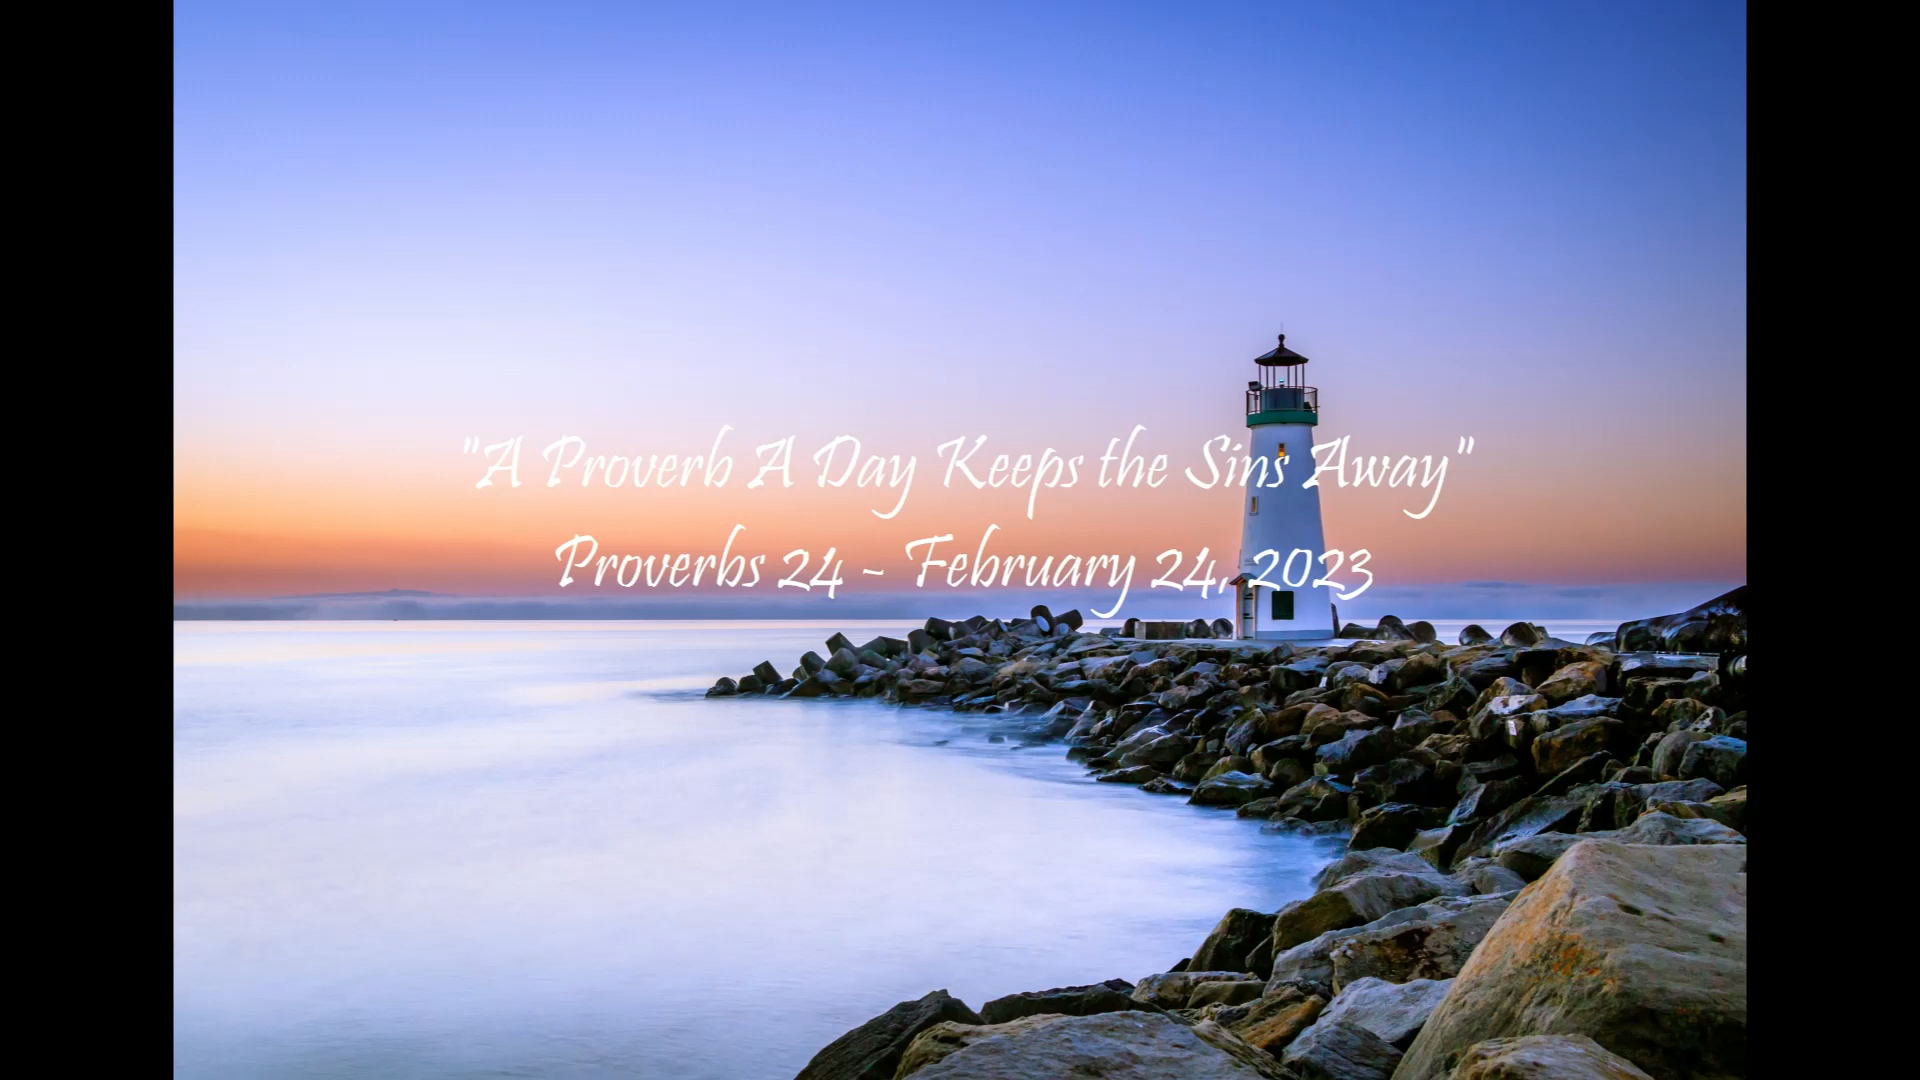 "A Proverb A Day Keeps the Sins Away"
Proverbs 24 ~ February 24, 2023